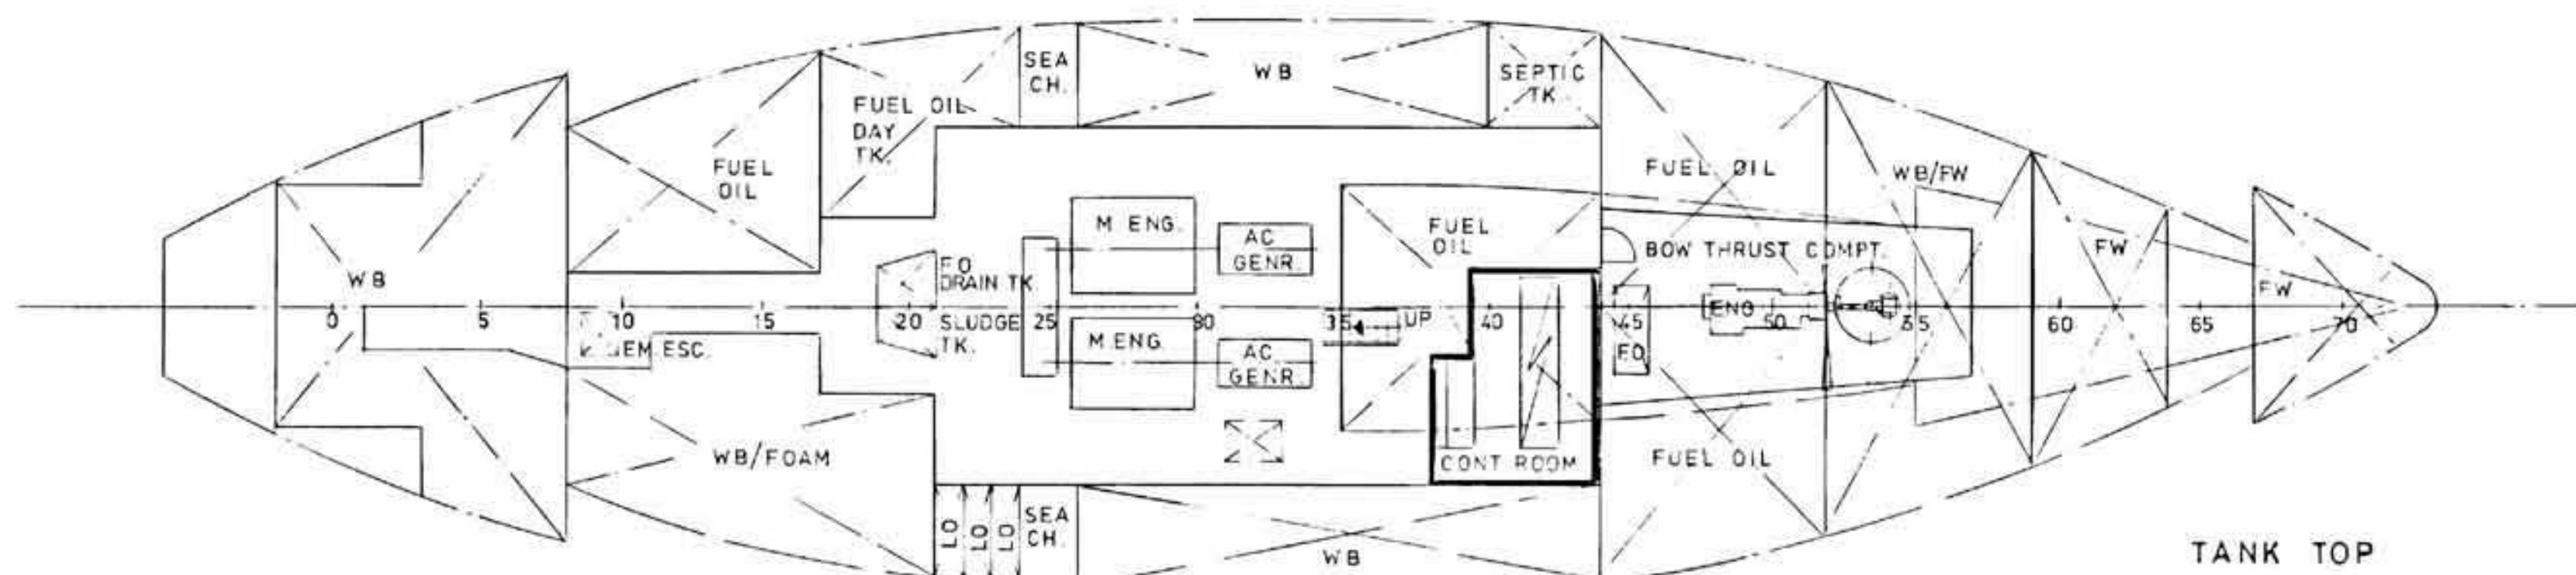 SEA
CH.
WB
SEPTIC
TK.
FUEL OIL
DAY
TK.
FUEL
OIL
FUEL OIL
WB/FW
M ENG.
AC
GENR.
FUEL
OIL
BOW THRUST COMPT.
FW
WB
F.O
DRAIN TK
FW
0 5 10 15 20 25 30 35 40 45 50 55 60 65 70
SLUDGE
TK.
UP
ENG
EM ESC.
M ENG
AC
GENR.
F.O
WB/FOAM
CONT ROOM
FUEL OIL
LO
LO
LO
SEA
CH.
WB
TANK TOP